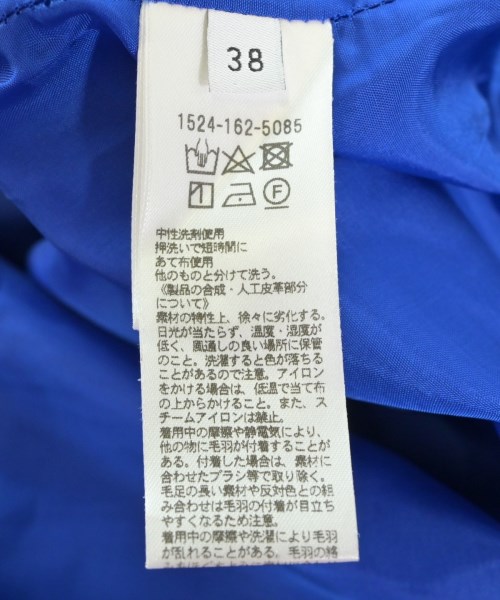 38
1524-162-5085
F
中性洗剤使用
押洗いで短時間に
あて布使用
他のものと分けて洗う。
《製品の合成・人工皮革部分
について》
素材の特性上、徐々に劣化する。
日光が当たらず、温度・湿度が
低く、風通しの良い場所に保管
のこと。洗濯すると色が落ちる
ことがあるので注意。アイロン
をかける場合は、低温で当て布
の上からかけること。また、ス
チームアイロンは禁止。
着用中の摩擦や静電気により、
他の物に毛羽が付着することが
ある。付着した場合は、素材に
合わせたブラシ等で取り除く。
毛足の長い素材や反対色との組
み合わせは毛羽の付着が目立ち
やすくなるため注意。
着用中の摩擦や洗濯により毛羽
が乱れることがある。毛羽の絡